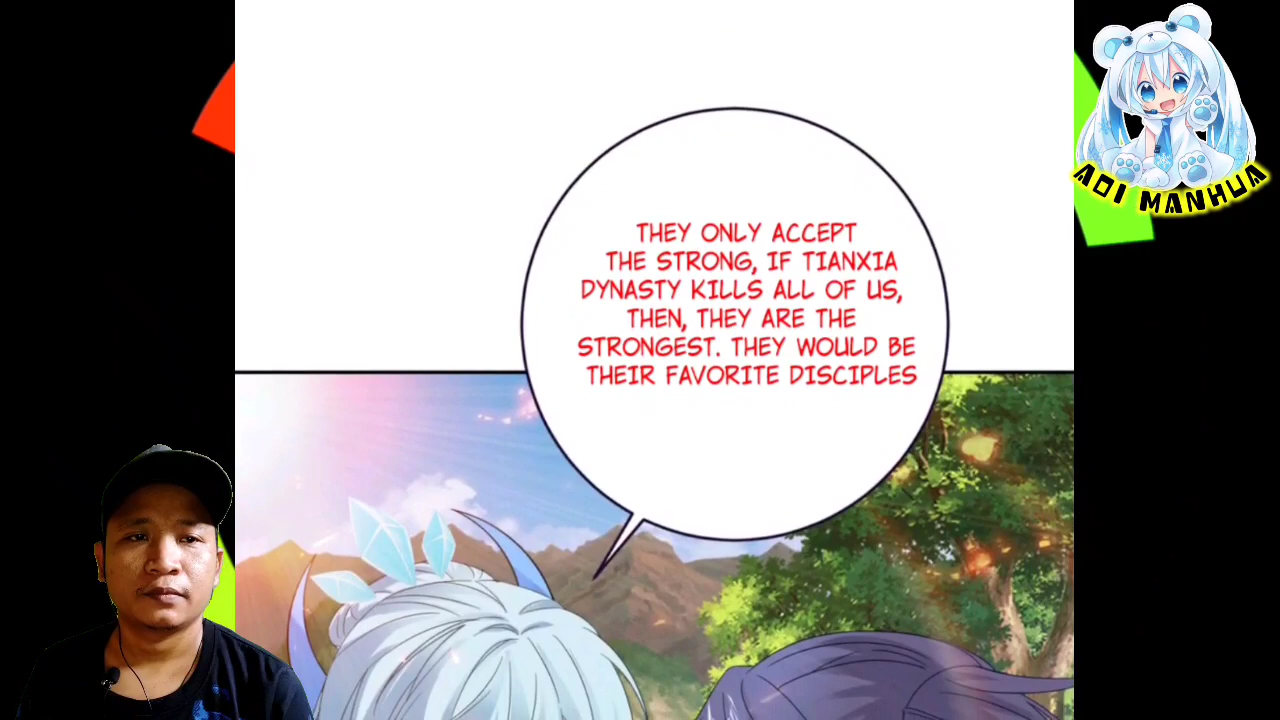 THEY ONLY ACCEPT
THE STRONG, IF TIANXIA
DYNASTY KILLS ALL OF US,
THEN, THEY ARE THE
STRONGEST. THEY WOULD BE
THEIR FAVORITE DISCIPLES
AOI MANHUA